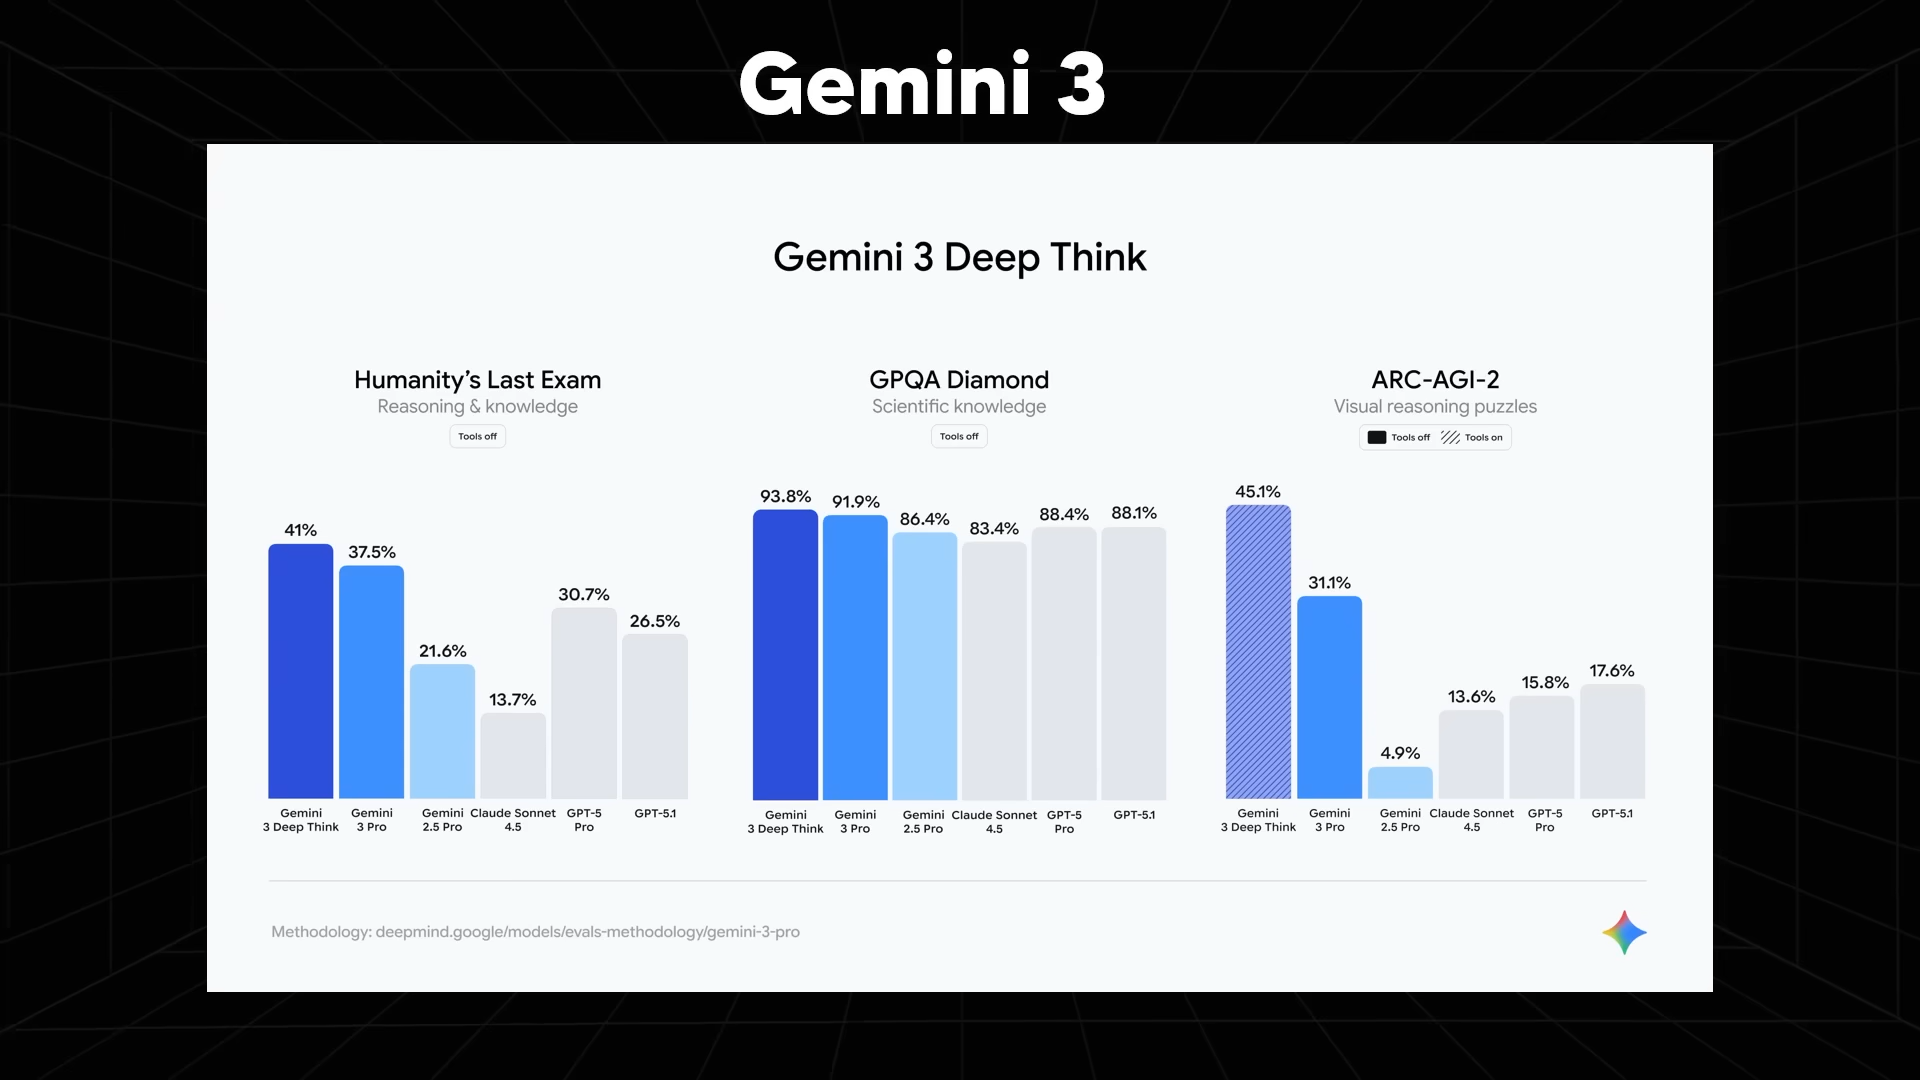 Gemini 3
Gemini 3 Deep Think
Humanity's Last Exam
Reasoning & knowledge
Tools off
41%
37.5%
21.6%
13.7%
30.7%
26.5%
Gemini
3 Deep Think
Gemini
3 Pro
Gemini
2.5 Pro
Claude Sonnet
4.5
GPT-5
Pro
GPT-5.1
GPQA Diamond
Scientific knowledge
Tools off
93.8%
91.9%
86.4%
83.4%
88.4%
88.1%
Gemini
3 Deep Think
Gemini
3 Pro
Gemini
2.5 Pro
Claude Sonnet
4.5
GPT-5
Pro
GPT-5.1
ARC-AGI-2
Visual reasoning puzzles
Tools off Tools on
45.1%
31.1%
4.9%
13.6%
15.8%
17.6%
Gemini
3 Deep Think
Gemini
3 Pro
Gemini
2.5 Pro
Claude Sonnet
4.5
GPT-5
Pro
GPT-5.1
Methodology: deepmind.google/models/evals-methodology/gemini-3-pro